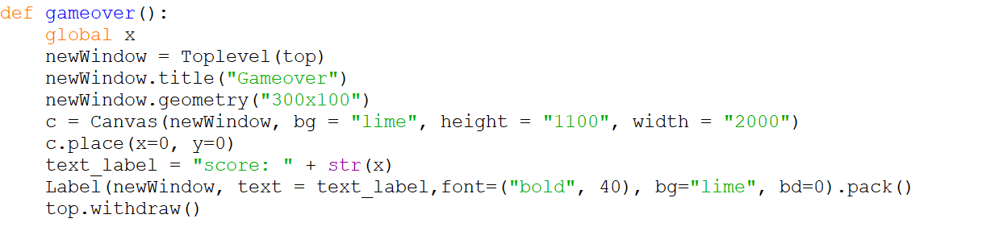 def gameover():
    global x
    newWindow = Toplevel(top)
    newWindow.title("Gameover")
    newWindow.geometry("300x100")
    c = Canvas(newWindow, bg = "lime", height = "1100", width = "2000")
    c.place(x=0, y=0)
    text_label = "score: " + str(x)
    Label(newWindow, text = text_label,font=("bold", 40), bg="lime", bd=0).pack()
    top.withdraw()